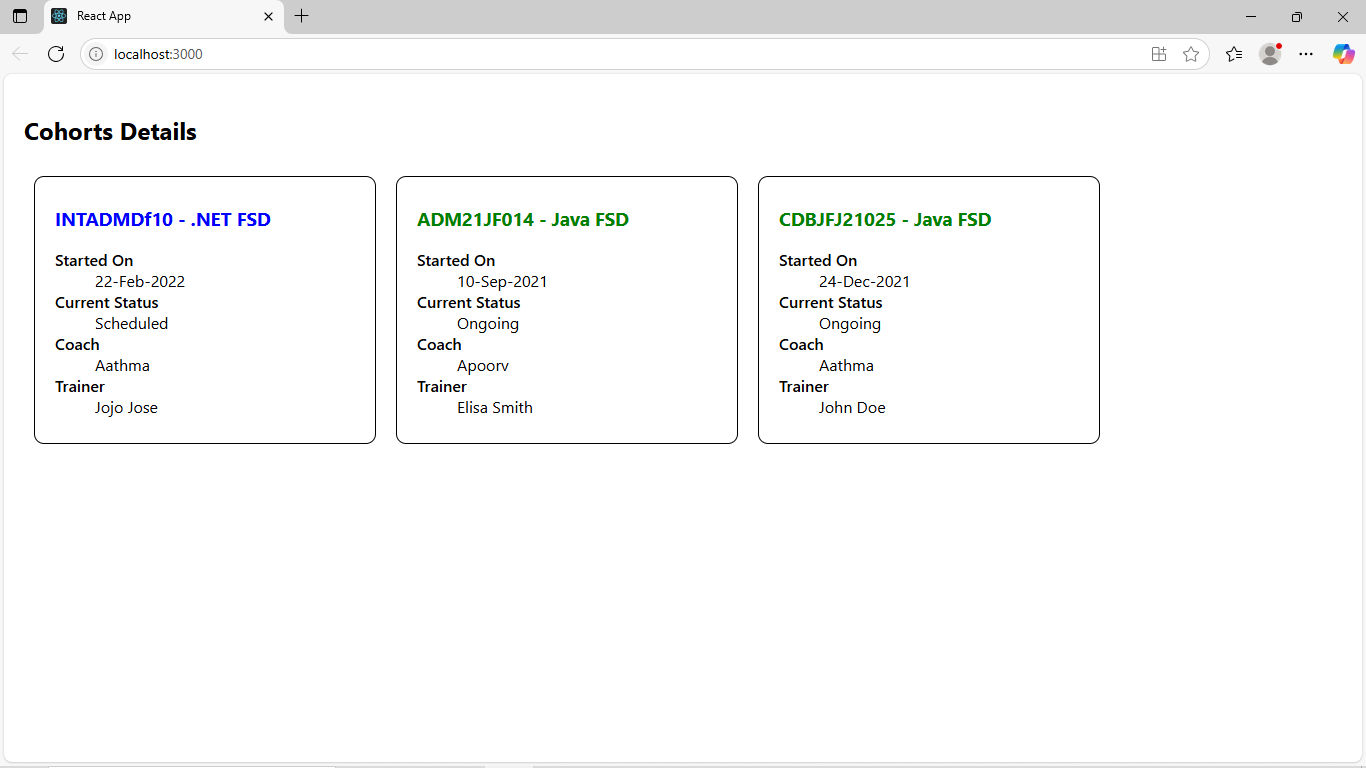 React App
localhost:3000
Cohorts Details
INTADMDf10 - .NET FSD
Started On
22-Feb-2022
Current Status
Scheduled
Coach
Aathma
Trainer
Jojo Jose
ADM21JF014 - Java FSD
Started On
10-Sep-2021
Current Status
Ongoing
Coach
Apoorv
Trainer
Elisa Smith
CDBJFJ21025 - Java FSD
Started On
24-Dec-2021
Current Status
Ongoing
Coach
Aathma
Trainer
John Doe